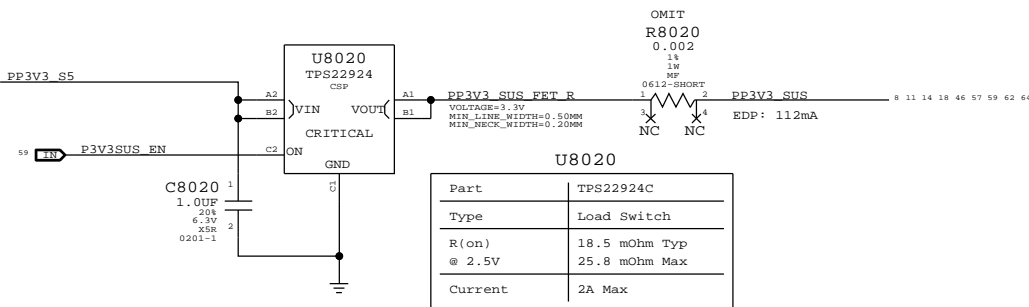 OMIT
R8020
0.002
1%
1W
MF
0612-SHORT
U8020
TPS22924
CSP
PP3V3_S5
A2
A1
PP3V3_SUS_FET_R
1
2
PP3V3_SUS
8 11 14 18 46 57 59 62 64
VIN
VOUT
VOLTAGE=3.3V
MIN_LINE_WIDTH=0.50MM
MIN_NECK_WIDTH=0.20MM
B2
B1
3
4
NC
NC
EDP: 112mA
CRITICAL
59
IN
P3V3SUS_EN
C2
ON
GND
C1
C8020
1
1.0UF
20%
6.3V
X5R
0201-1
2
U8020
Part TPS22924C
Type Load Switch
R(on) 18.5 mOhm Typ
@ 2.5V 25.8 mOhm Max
Current 2A Max